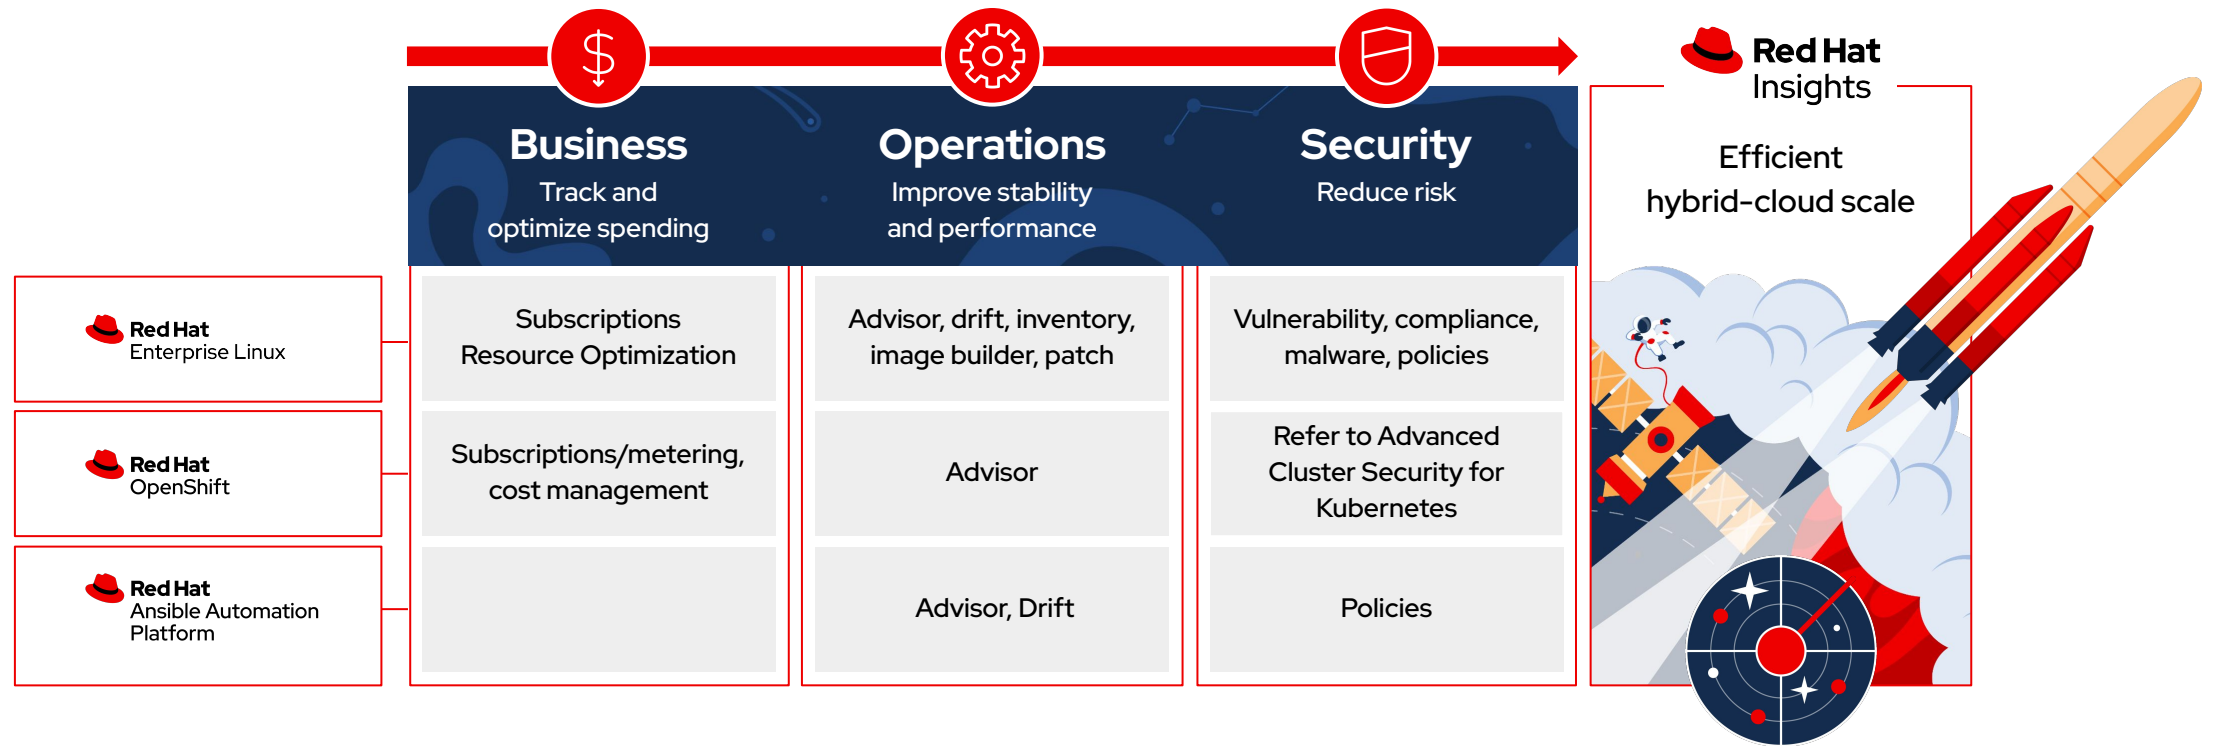 Business
Track and
optimize spending
Operations
Improve stability
and performance
Security
Reduce risk
Red Hat
Insights
Efficient
hybrid-cloud scale
Red Hat
Enterprise Linux
Subscriptions
Resource Optimization
Advisor, drift, inventory,
image builder, patch
Vulnerability, compliance,
malware, policies
Red Hat
OpenShift
Subscriptions/metering,
cost management
Advisor
Refer to Advanced
Cluster Security for
Kubernetes
Red Hat
Ansible Automation
Platform
Advisor, Drift
Policies